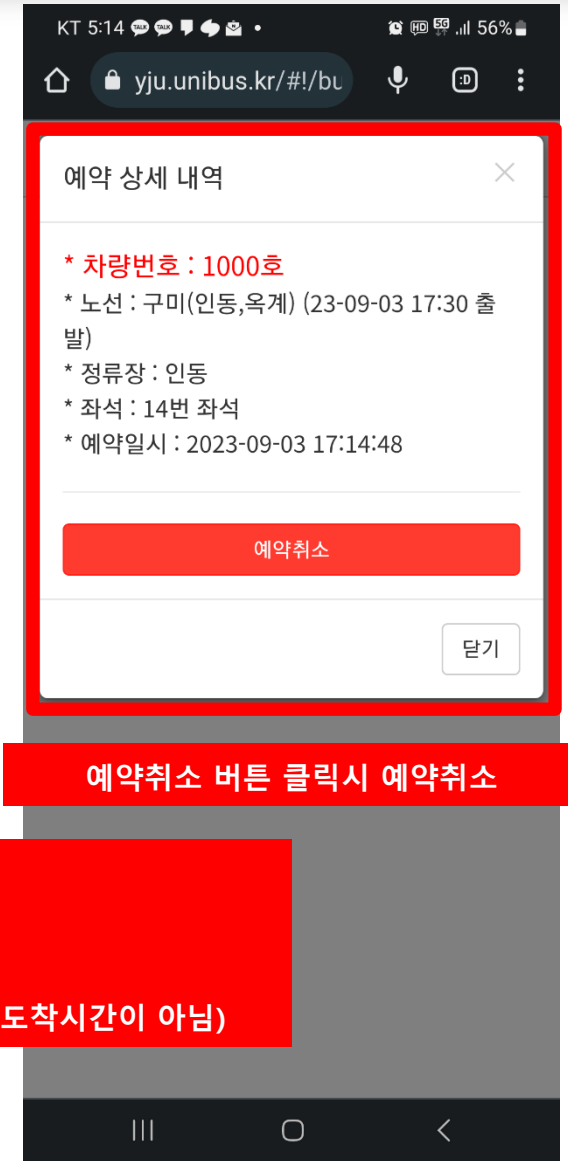 KT 5:14 TALK TALK • HD 5G 56%
yju.unibus.kr/#!/bu :D
예약 상세 내역
* 차량번호 : 1000호
* 노선 : 구미(인동,옥계) (23-09-03 17:30 출
발)
* 정류장 : 인동
* 좌석 : 14번 좌석
* 예약일시 : 2023-09-03 17:14:48
예약취소
닫기
예약취소 버튼 클릭시 예약취소
도착시간이 아님)